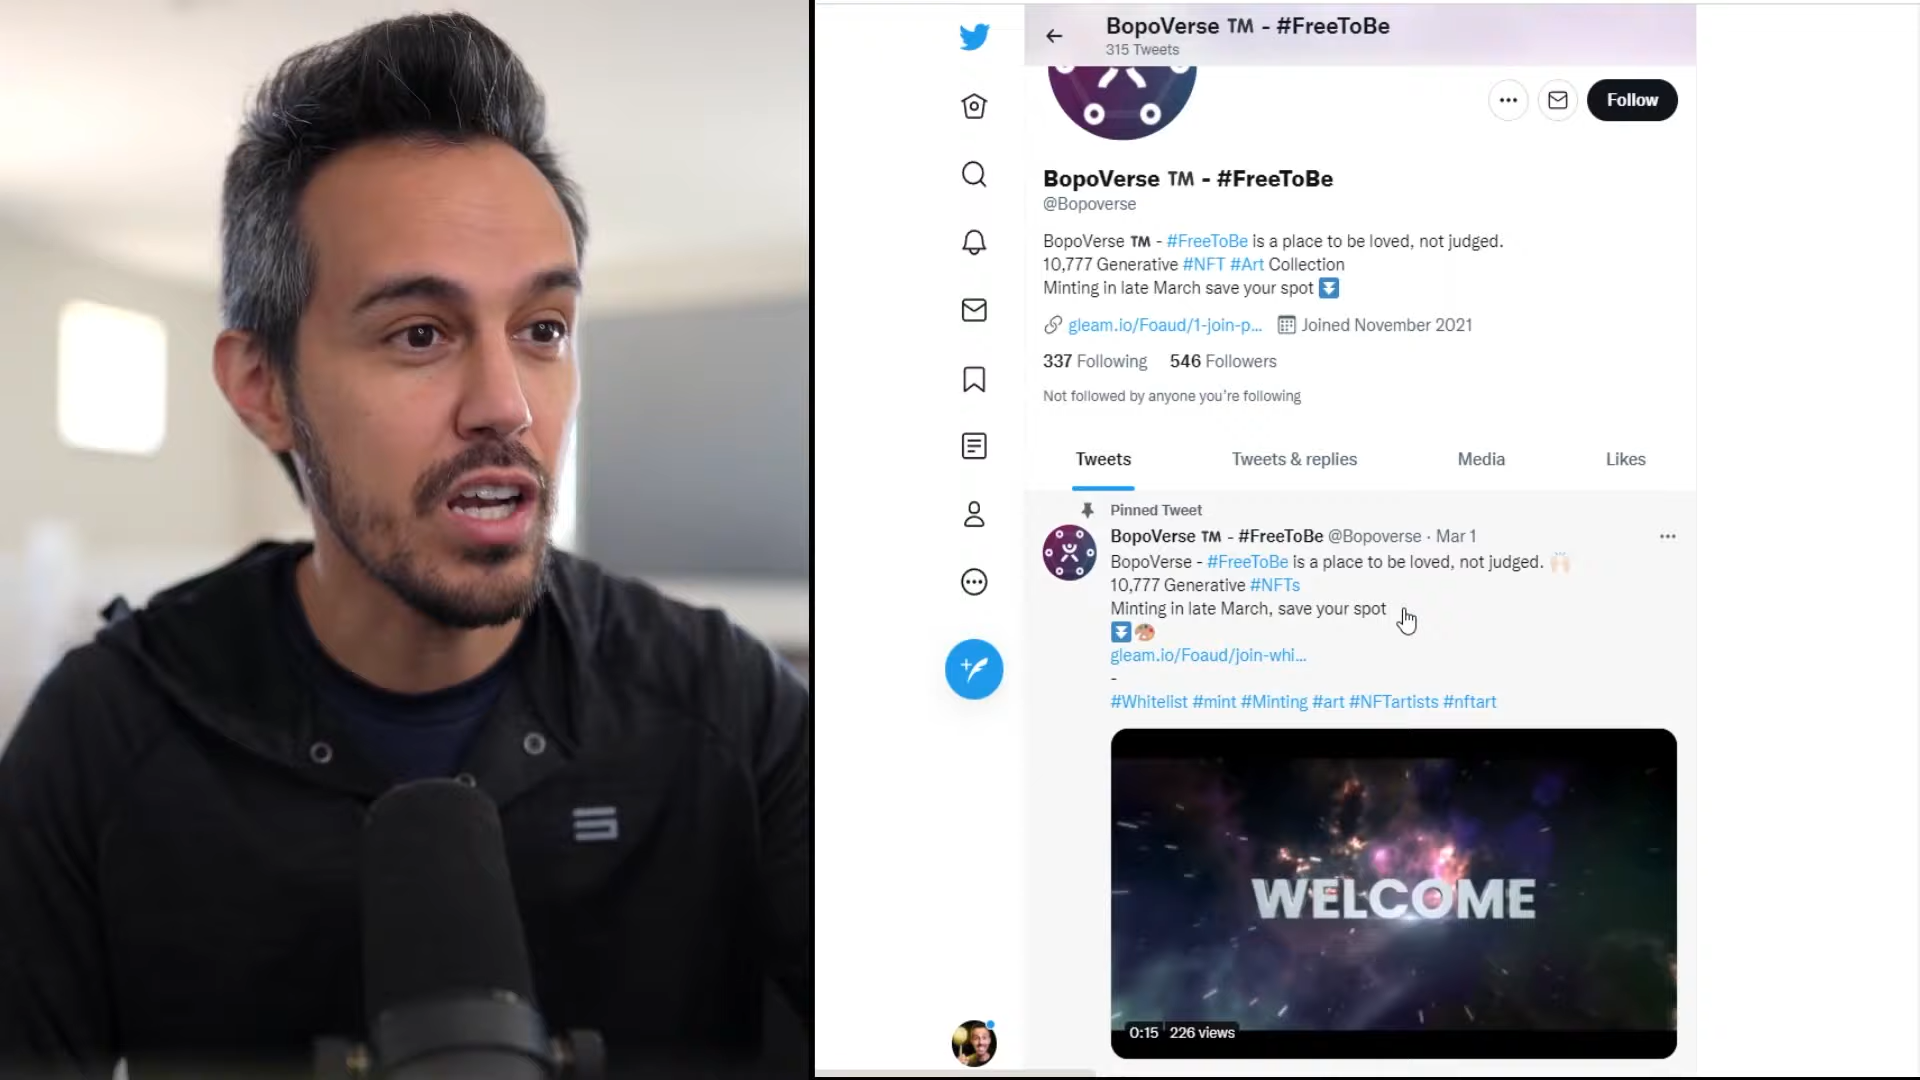 BopoVerse ™ - #FreeToBe
315 Tweets
Follow
BopoVerse ™ - #FreeToBe
@Bopoverse
BopoVerse ™ - #FreeToBe is a place to be loved, not judged.
10,777 Generative #NFT #Art Collection
Minting in late March save your spot
gleam.io/Foaud/1-join-p... Joined November 2021
337 Following 546 Followers
Not followed by anyone you're following
Tweets Tweets & replies Media Likes
Pinned Tweet
BopoVerse ™ - #FreeToBe @Bopoverse · Mar 1
BopoVerse - #FreeToBe is a place to be loved, not judged. 🙌🏻
10,777 Generative #NFTs
Minting in late March, save your spot
⏬🎨
gleam.io/Foaud/join-whi...
-
#Whitelist #mint #Minting #art #NFTartists #nftart
WELCOME
0:15 226 views